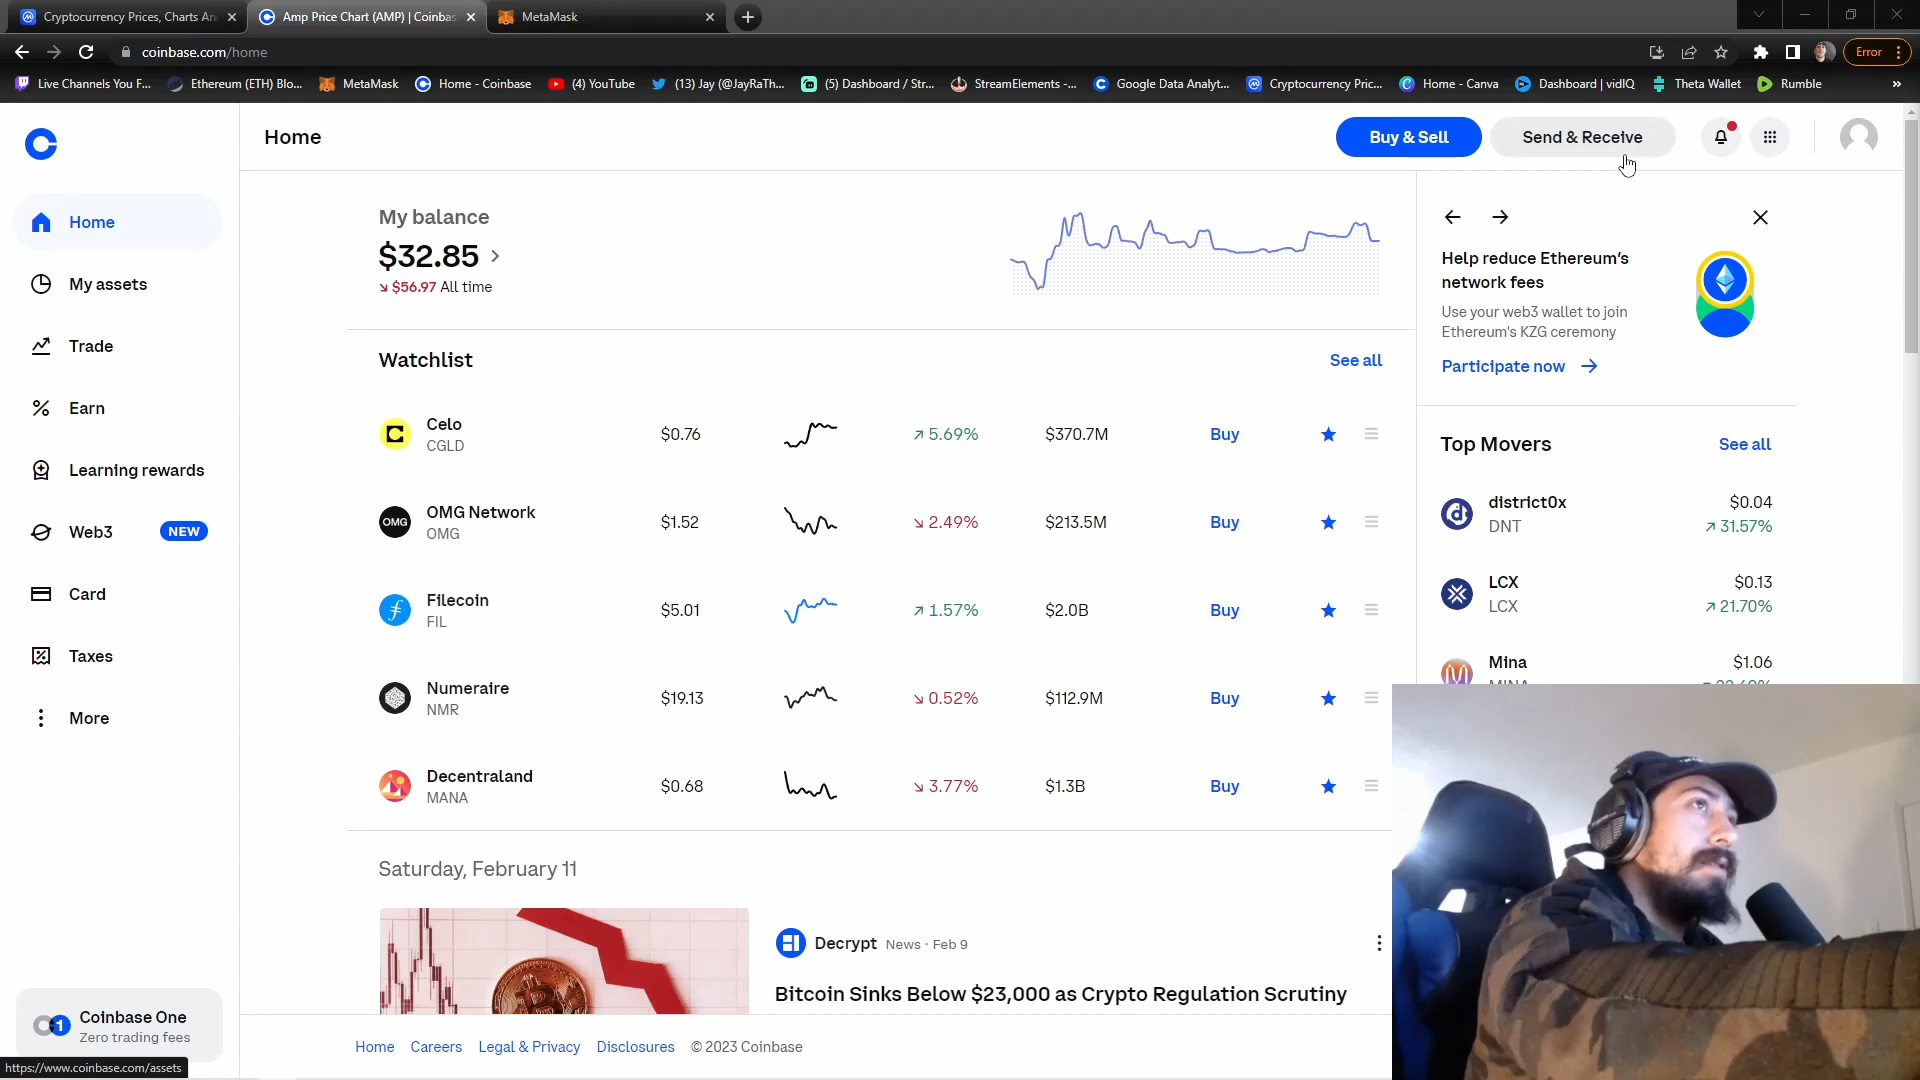 Cryptocurrency Prices, Charts An
Amp Price Chart (AMP) | Coinbas
MetaMask
coinbase.com/home
Error
Live Channels You F...
Ethereum (ETH) Blo...
MetaMask
Home - Coinbase
(4) YouTube
(13) Jay (@JayRaTh...
(5) Dashboard / Str...
StreamElements -...
Google Data Analyt...
Cryptocurrency Pric...
Home - Canva
Dashboard | vidIQ
Theta Wallet
Rumble
»
Home
Buy & Sell
Send & Receive
Home
My assets
Trade
Earn
Learning rewards
Web3
NEW
Card
Taxes
More
My balance
$32.85
↘ $56.97 All time
Watchlist
See all
Celo
CGLD
$0.76
↗ 5.69%
$370.7M
Buy
OMG
OMG Network
OMG
$1.52
↘ 2.49%
$213.5M
Buy
Filecoin
FIL
$5.01
↗ 1.57%
$2.0B
Buy
Numeraire
NMR
$19.13
↘ 0.52%
$112.9M
Buy
Decentraland
MANA
$0.68
↘ 3.77%
$1.3B
Buy
Help reduce Ethereum's
network fees
Use your web3 wallet to join
Ethereum's KZG ceremony
Participate now
Top Movers
See all
district0x
DNT
$0.04
↗ 31.57%
LCX
LCX
$0.13
↗ 21.70%
Mina
$1.06
Saturday, February 11
Decrypt News · Feb 9
Bitcoin Sinks Below $23,000 as Crypto Regulation Scrutiny
1
Coinbase One
Zero trading fees
Home
Careers
Legal & Privacy
Disclosures
© 2023 Coinbase
https://www.coinbase.com/assets